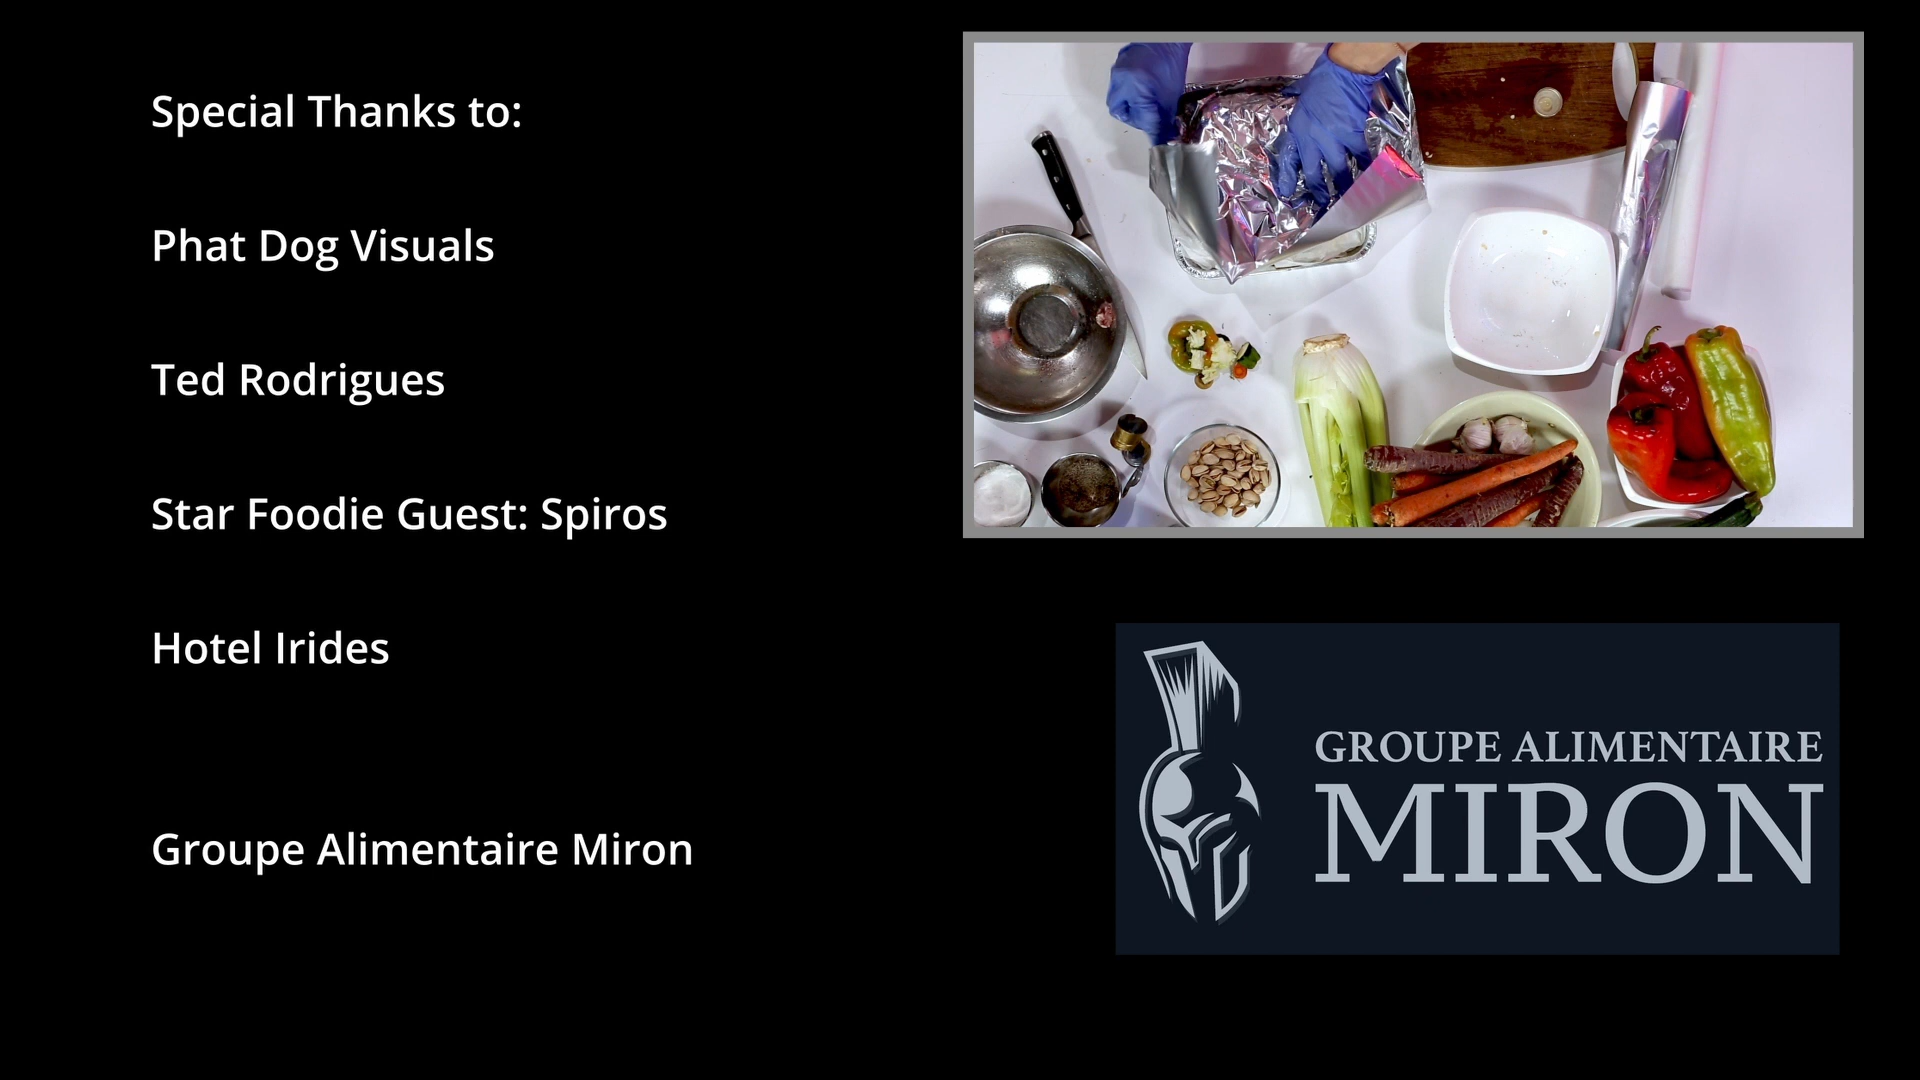 Special Thanks to:
Phat Dog Visuals
Ted Rodrigues
Star Foodie Guest: Spiros
Hotel Irides
Groupe Alimentaire Miron
GROUPE ALIMENTAIRE
MIRON